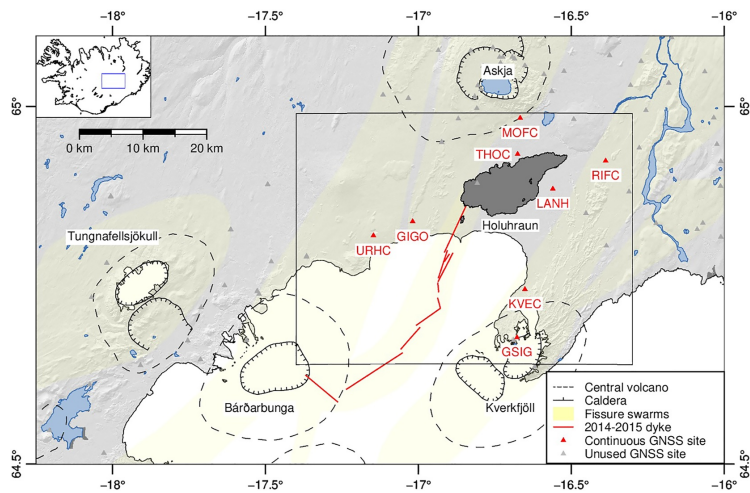 −18° −17.5° −17° −16.5° −16°
Askja
65° 65°
MOFC
0 km 10 km 20 km
THOC
RIFC
LANH
Tungnafellsjökull
GIGO
Holuhraun
URHC
KVEC
GSIG
Bárðarbunga
Kverkfjöll
Central volcano
Caldera
Fissure swarms
2014-2015 dyke
Continuous GNSS site
Unused GNSS site
64.5° 64.5°
−18° −17.5° −17° −16.5° −16°